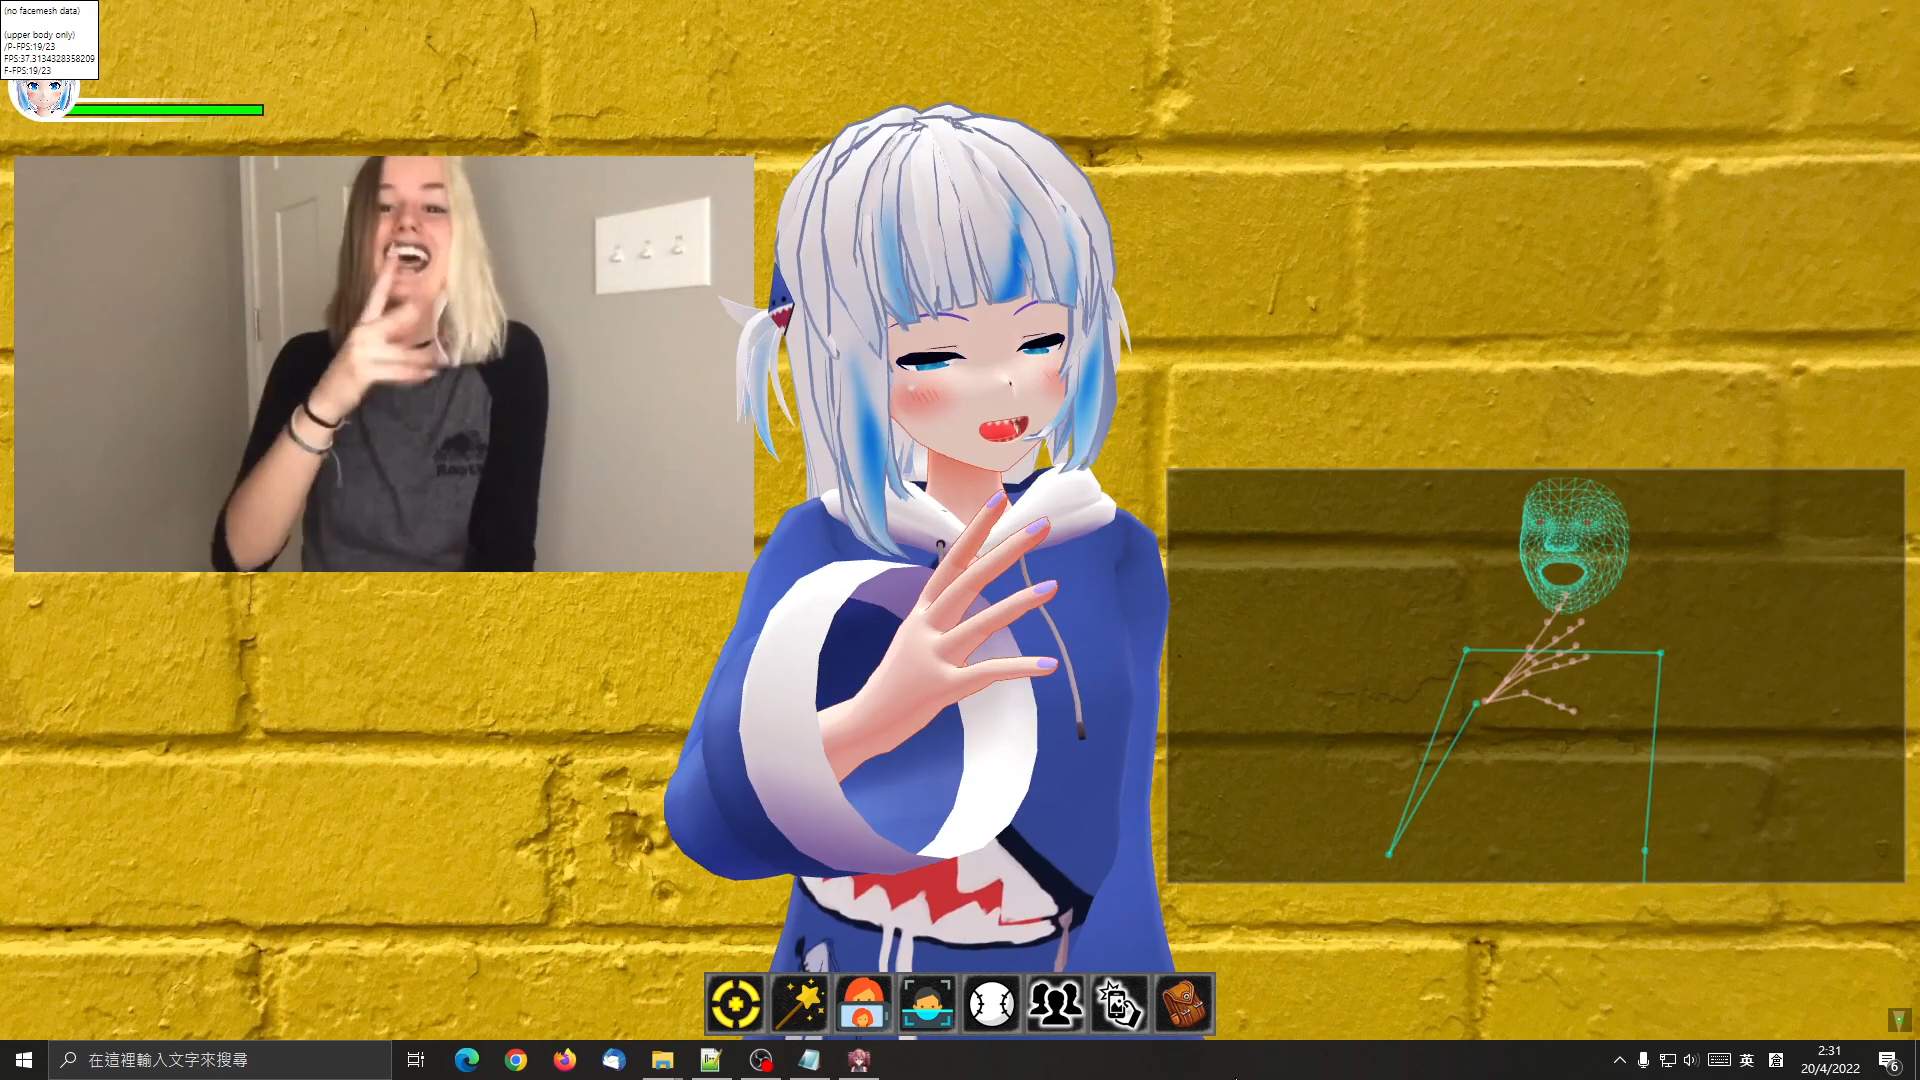 (no facemesh data)
(upper body only)
/P-FPS:19/23
FPS:37.3134328358209
F-FPS:19/23
ROOTS
在這裡輸入文字來搜尋
英
2:31
20/4/2022
6